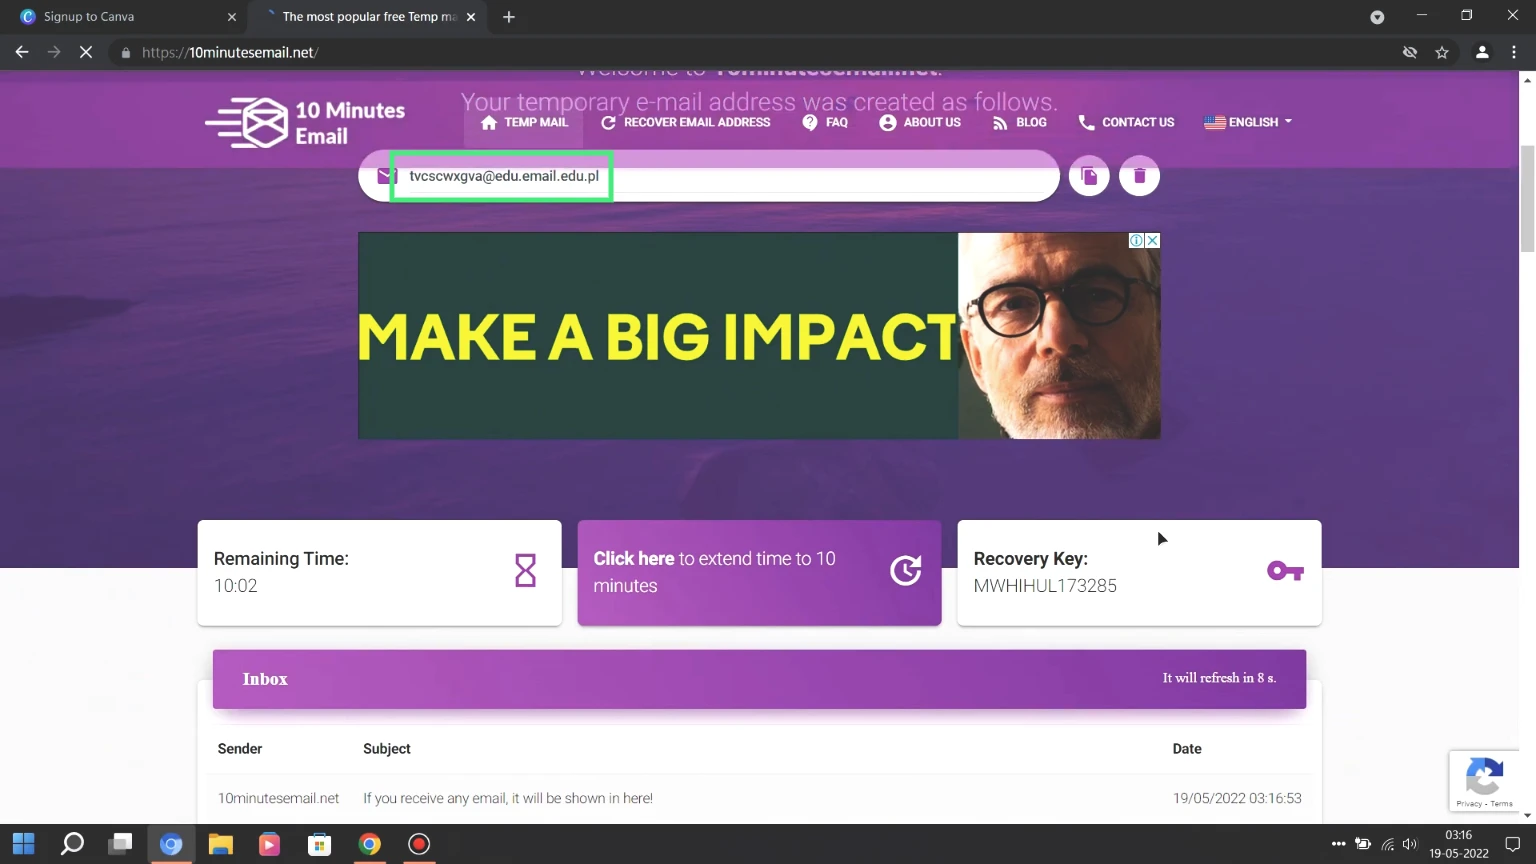 Signup to Canva
The most popular free Temp ma
https://10minutesemail.net/
Welcome to 10minutesemail.net.
Your temporary e-mail address was created as follows.
10 Minutes
Email
TEMP MAIL
RECOVER EMAIL ADDRESS
FAQ
ABOUT US
BLOG
CONTACT US
ENGLISH
tvcscwxgva@edu.email.edu.pl
MAKE A BIG IMPACT
Remaining Time:
10:02
Click here to extend time to 10
minutes
Recovery Key:
MWHIHUL173285
Inbox
It will refresh in 8 s.
Sender
Subject
Date
10minutesemail.net
If you receive any email, it will be shown in here!
19/05/2022 03:16:53
Privacy - Terms
03:16
19-05-2022